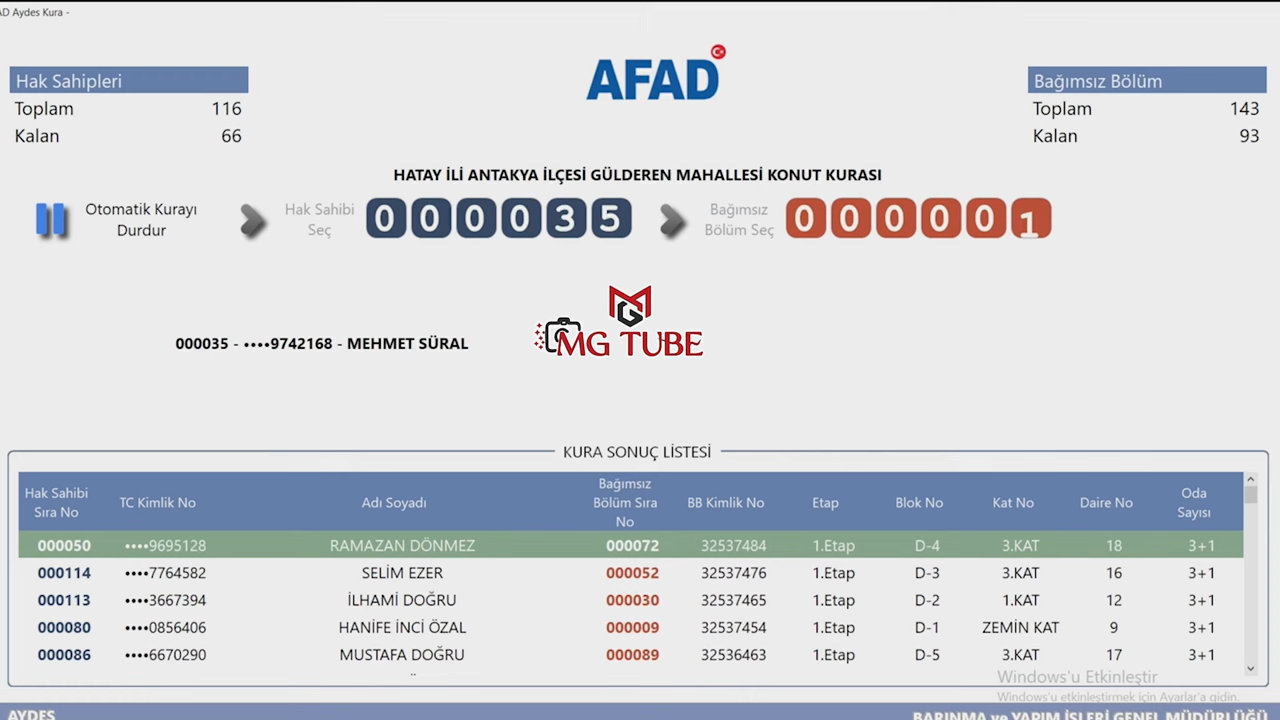 AD Aydes Kura -
AFAD
Hak Sahipleri
Toplam 116
Kalan 66
Bağımsız Bölüm
Toplam 143
Kalan 93
HATAY İLİ ANTAKYA İLÇESİ GÜLDEREN MAHALLESİ KONUT KURASI
Otomatik Kurayı
Durdur
Hak Sahibi
Seç
000035
Bağımsız
Bölüm Seç
000001
MG TUBE
000035 - ••••9742168 - MEHMET SÜRAL
KURA SONUÇ LİSTESİ
Hak Sahibi Sıra No TC Kimlik No Adı Soyadı Bağımsız Bölüm Sıra No BB Kimlik No Etap Blok No Kat No Daire No Oda Sayısı
000050 ••••9695128 RAMAZAN DÖNMEZ 000072 32537484 1.Etap D-4 3.KAT 18 3+1
000114 ••••7764582 SELİM EZER 000052 32537476 1.Etap D-3 3.KAT 16 3+1
000113 ••••3667394 İLHAMİ DOĞRU 000030 32537465 1.Etap D-2 1.KAT 12 3+1
000080 ••••0856406 HANİFE İNCİ ÖZAL 000009 32537454 1.Etap D-1 ZEMİN KAT 9 3+1
000086 ••••6670290 MUSTAFA DOĞRU 000089 32536463 1.Etap D-5 3.KAT 17 3+1
Windows'u Etkinleştir
Windows'u etkinleştirmek için Ayarlar'a gidin.
AYDES
BARINMA ve YAPIM İŞLERİ GENEL MÜDÜRLÜĞÜ